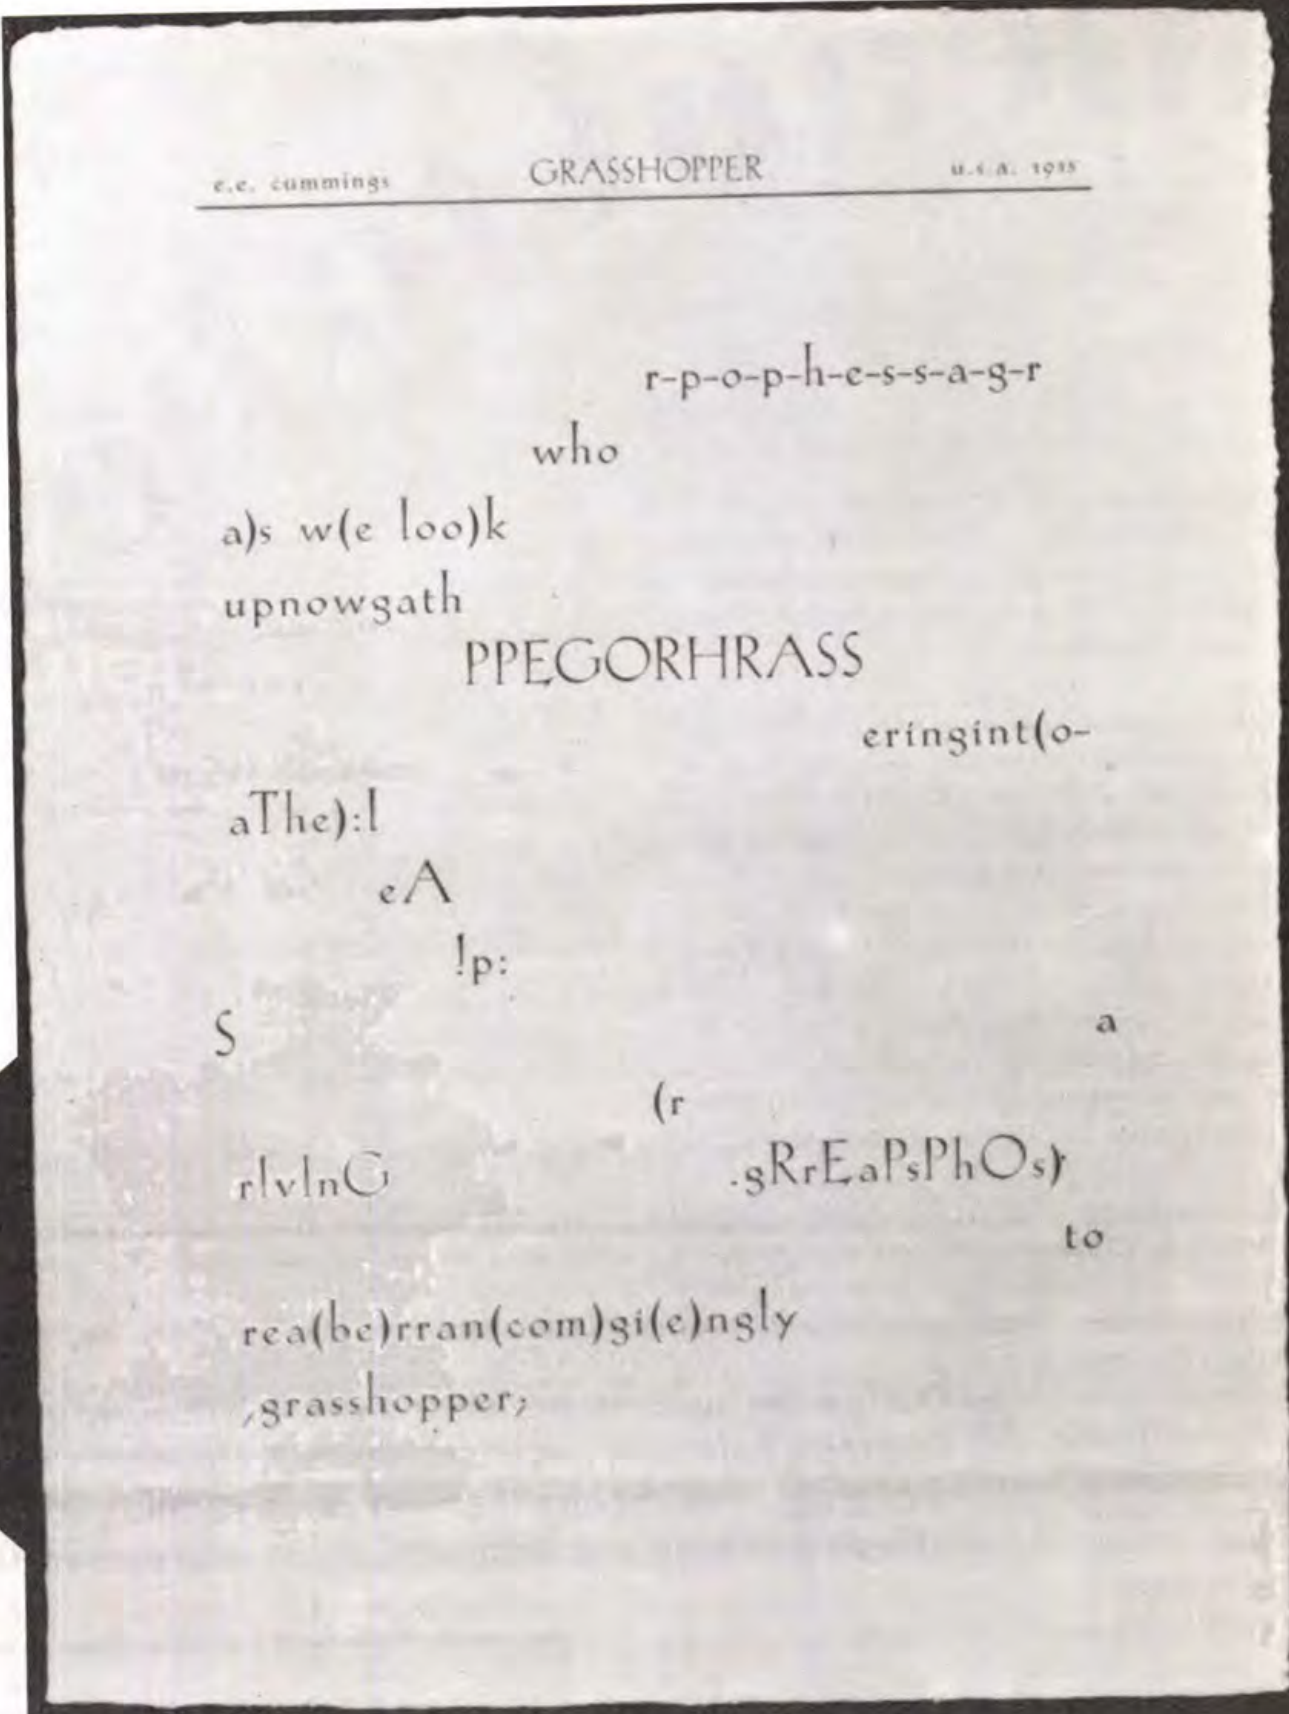 e.e. cummings GRASSHOPPER u.s.a. 1935
r-p-o-p-h-e-s-s-a-g-r
who
a)s w(e loo)k
upnowgath
PPEGORHRASS
eringint(o-
aThe):l
eA
!p:
S a
(r
rIvInG .gRrEaPsPhOs)
to
rea(be)rran(com)gi(e)ngly
,grasshopper;